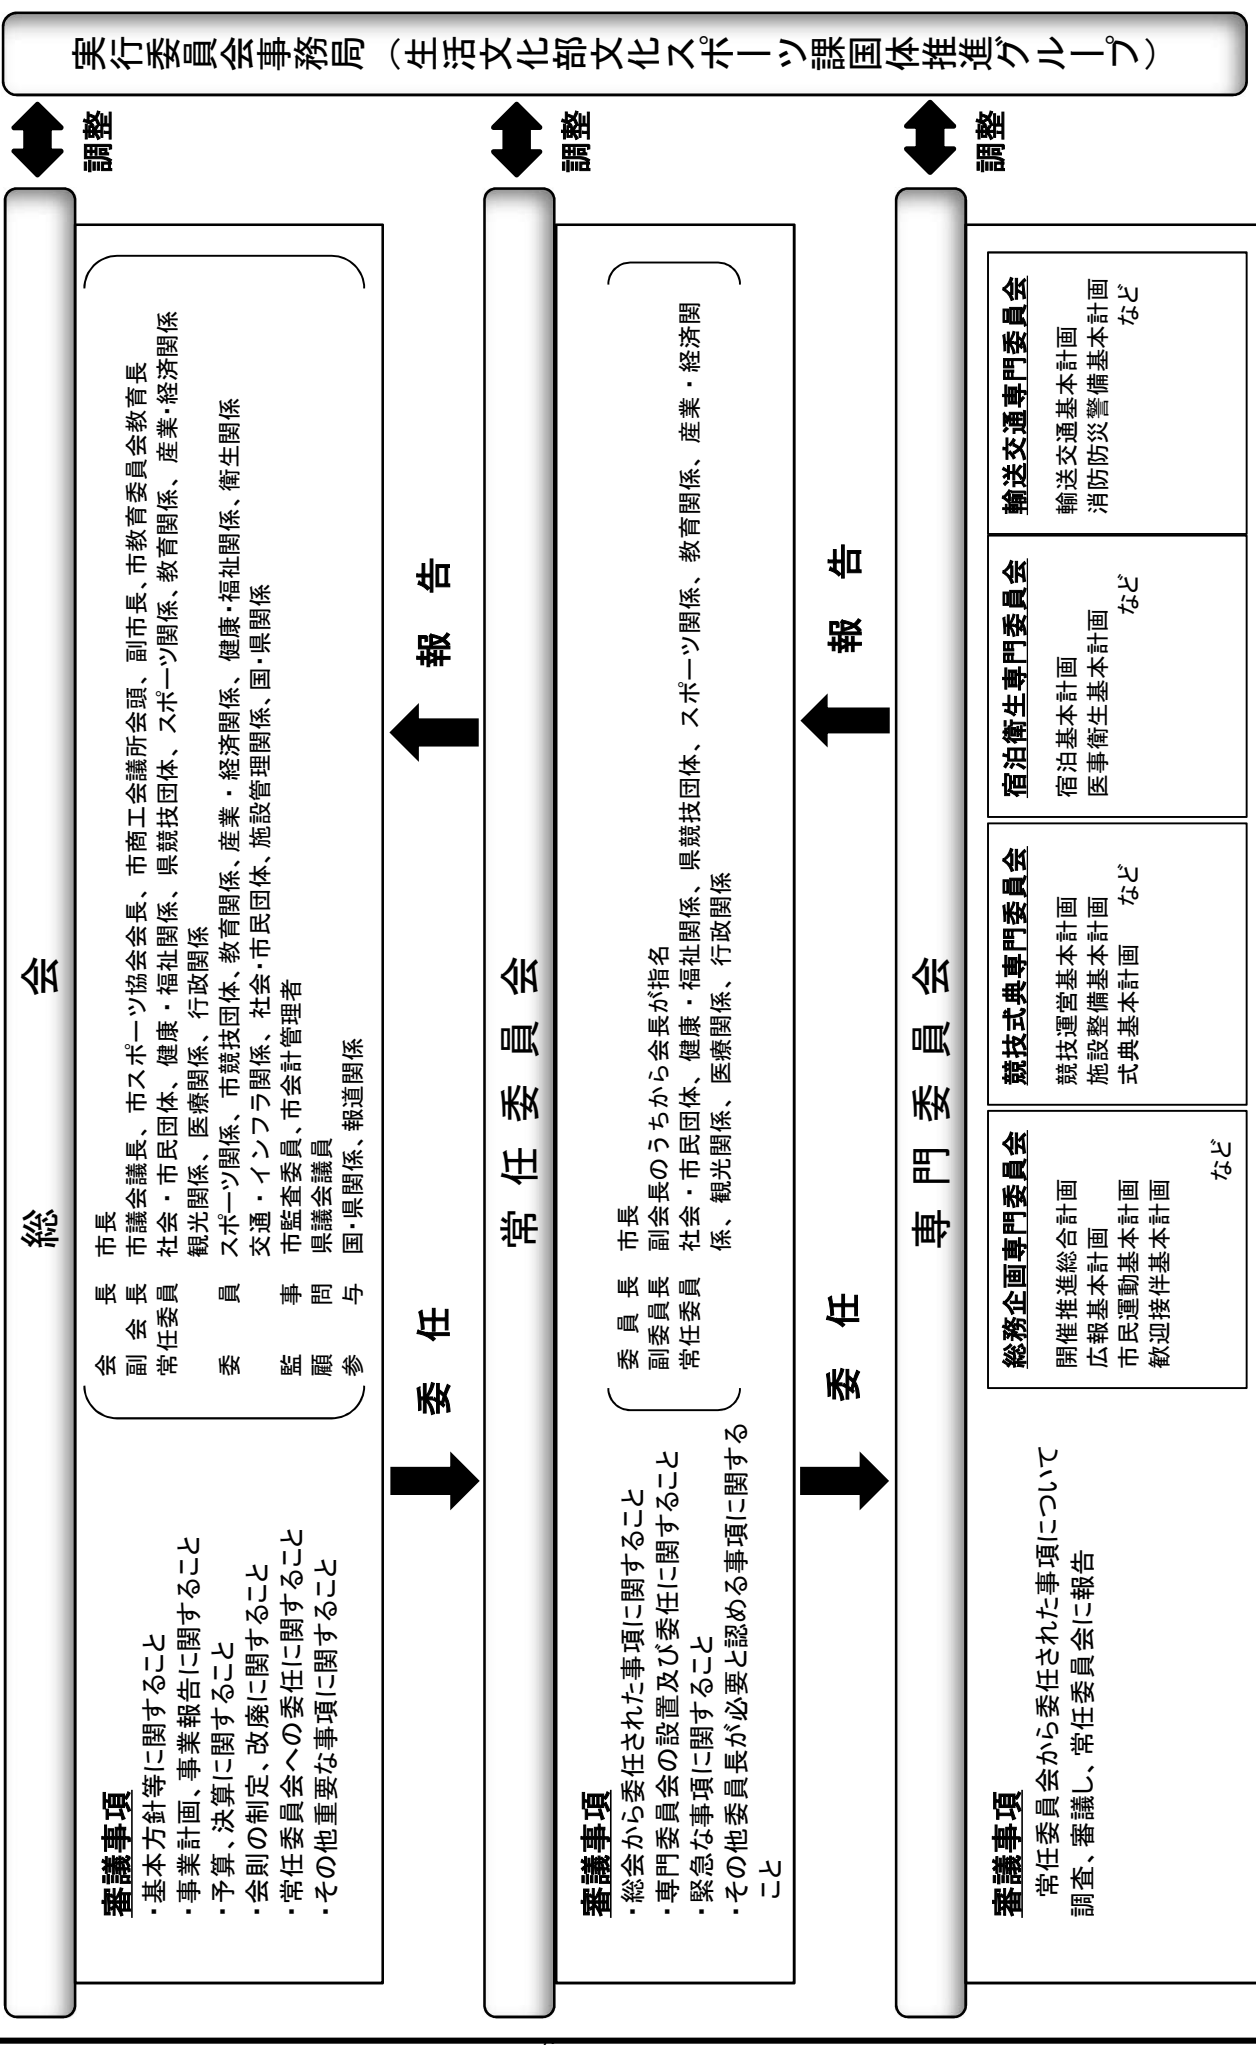 総会
審議事項
・基本方針等に関すること
・事業計画、事業報告に関すること
・予算、決算に関すること
・会則の制定、改廃に関すること
・常任委員会への委任に関すること
・その他重要な事項に関すること
会長 市長
副会長 市議会議長、市スポーツ協会会長、市商工会議所会頭、副市長、市教育委員会教育長
常任委員 社会・市民団体、健康・福祉関係、県競技団体、スポーツ関係、教育関係、産業・経済関係
観光関係、医療関係、行政関係
委員 スポーツ関係、市競技団体、教育関係、産業・経済関係、健康・福祉関係、衛生関係
交通・インフラ関係、社会・市民団体、施設管理関係、国・県関係
監事 市監査委員、市会計管理者
顧問 県議会議員
参与 国・県関係、報道関係
調整
委任
報告
常任委員会
審議事項
・総会から委任された事項に関すること
・専門委員会の設置及び委任に関すること
・緊急な事項に関すること
・その他委員長が必要と認める事項に関する
こと
委員長 市長
副委員長 副会長のうちから会長が指名
常任委員 社会・市民団体、健康・福祉関係、県競技団体、スポーツ関係、教育関係、産業・経済関
係、観光関係、医療関係、行政関係
調整
委任
報告
専門委員会
審議事項
常任委員会から委任された事項について
調査、審議し、常任委員会に報告
総務企画専門委員会
開催推進総合計画
広報基本計画
市民運動基本計画
歓迎接伴基本計画
など
競技式典専門委員会
競技運営基本計画
施設整備基本計画
式典基本計画 など
宿泊衛生専門委員会
宿泊基本計画
医事衛生基本計画
など
輸送交通専門委員会
輸送交通基本計画
消防防災警備基本計画
など
調整
実行委員会事務局（生活文化部文化スポーツ課国体推進グループ）